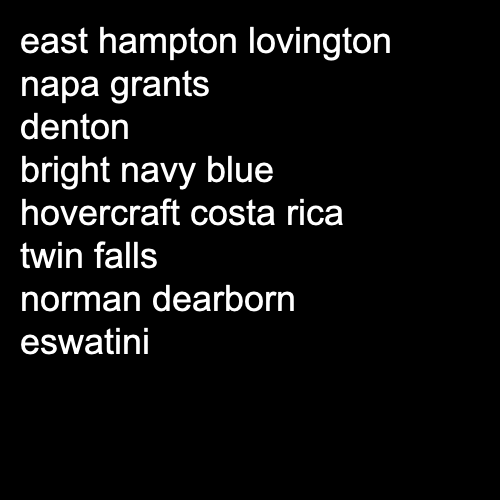 east hampton lovington
napa grants
denton
bright navy blue
hovercraft costa rica
twin falls
norman dearborn
eswatini